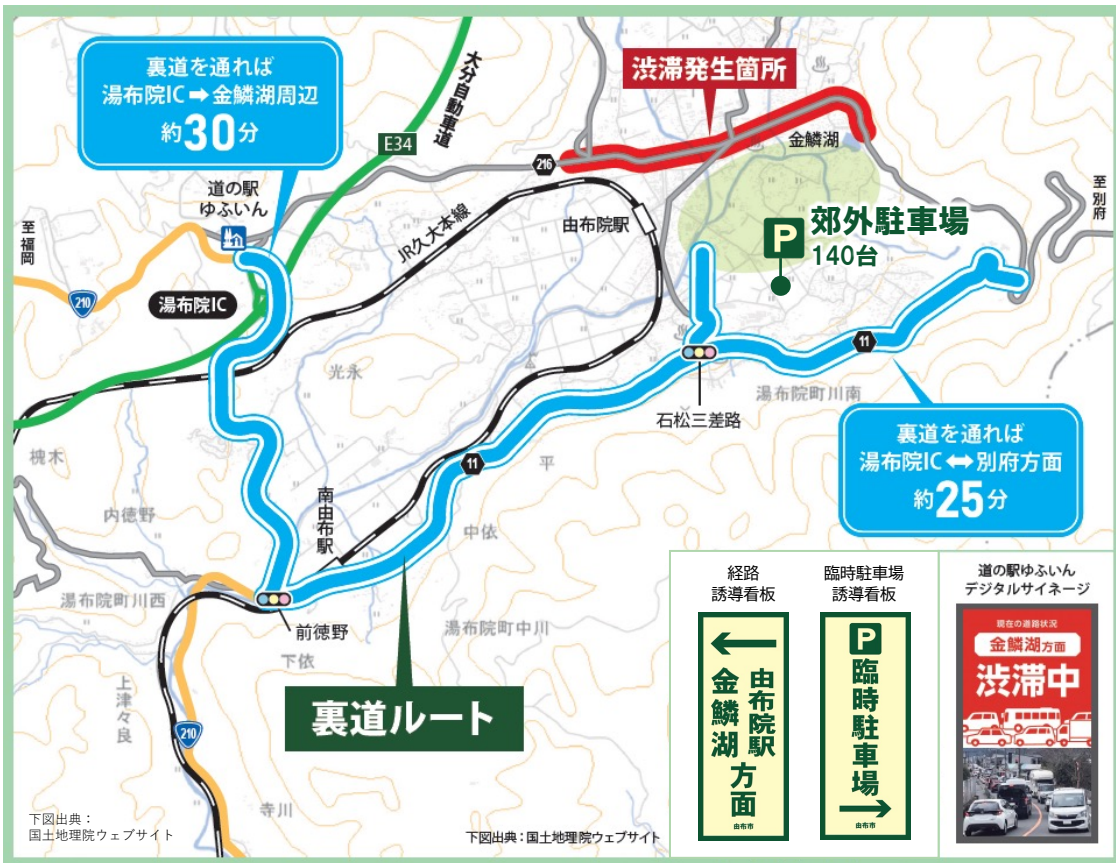 裏道を通れば
湯布院IC➡金鱗湖周辺
約30分
大分自動車道
E34
渋滞発生箇所
216
金鱗湖
道の駅
ゆふいん
至福岡
210
湯布院IC
JR久大本線
由布院駅
P
郊外駐車場
140台
至別府
11
光永
石松三差路
湯布院町川南
裏道を通れば
湯布院IC⬌別府方面
約25分
槐木
内徳野
南由布駅
11
平
中依
湯布院町川西
前徳野
湯布院町中川
下依
裏道ルート
上津々良
210
寺川
下図出典：
国土地理院ウェブサイト
下図出典：国土地理院ウェブサイト
経路
誘導看板
←
由布院駅
金鱗湖
方面
由布市
臨時駐車場
誘導看板
P
臨時駐車場
→
由布市
道の駅ゆふいん
デジタルサイネージ
現在の道路状況
金鱗湖方面
渋滞中